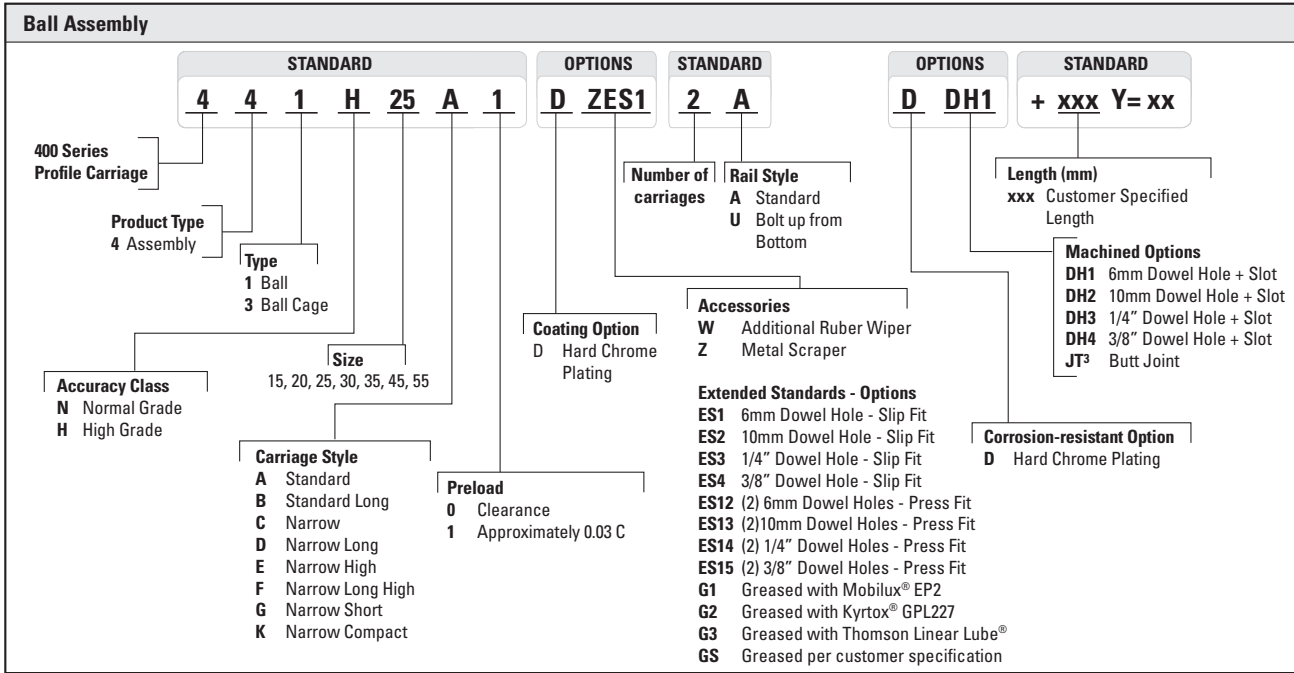 Ball Assembly
STANDARD
OPTIONS
STANDARD
OPTIONS
STANDARD
4 4 1 H 25 A 1 D ZES1 2 A D DH1 + xxx Y= xx
400 Series
Profile Carriage
Product Type
4 Assembly
Type
1 Ball
3 Ball Cage
Accuracy Class
N Normal Grade
H High Grade
Size
15, 20, 25, 30, 35, 45, 55
Carriage Style
A Standard
B Standard Long
C Narrow
D Narrow Long
E Narrow High
F Narrow Long High
G Narrow Short
K Narrow Compact
Preload
0 Clearance
1 Approximately 0.03 C
Coating Option
D Hard Chrome
Plating
Number of
carriages
Rail Style
A Standard
U Bolt up from
Bottom
Accessories
W Additional Ruber Wiper
Z Metal Scraper
Extended Standards - Options
ES1 6mm Dowel Hole - Slip Fit
ES2 10mm Dowel Hole - Slip Fit
ES3 1/4” Dowel Hole - Slip Fit
ES4 3/8” Dowel Hole - Slip Fit
ES12 (2) 6mm Dowel Holes - Press Fit
ES13 (2)10mm Dowel Holes - Press Fit
ES14 (2) 1/4” Dowel Holes - Press Fit
ES15 (2) 3/8” Dowel Holes - Press Fit
G1 Greased with Mobilux® EP2
G2 Greased with Kyrtox® GPL227
G3 Greased with Thomson Linear Lube®
GS Greased per customer specification
Length (mm)
xxx Customer Specified
Length
Machined Options
DH1 6mm Dowel Hole + Slot
DH2 10mm Dowel Hole + Slot
DH3 1/4” Dowel Hole + Slot
DH4 3/8” Dowel Hole + Slot
JT³ Butt Joint
Corrosion-resistant Option
D Hard Chrome Plating